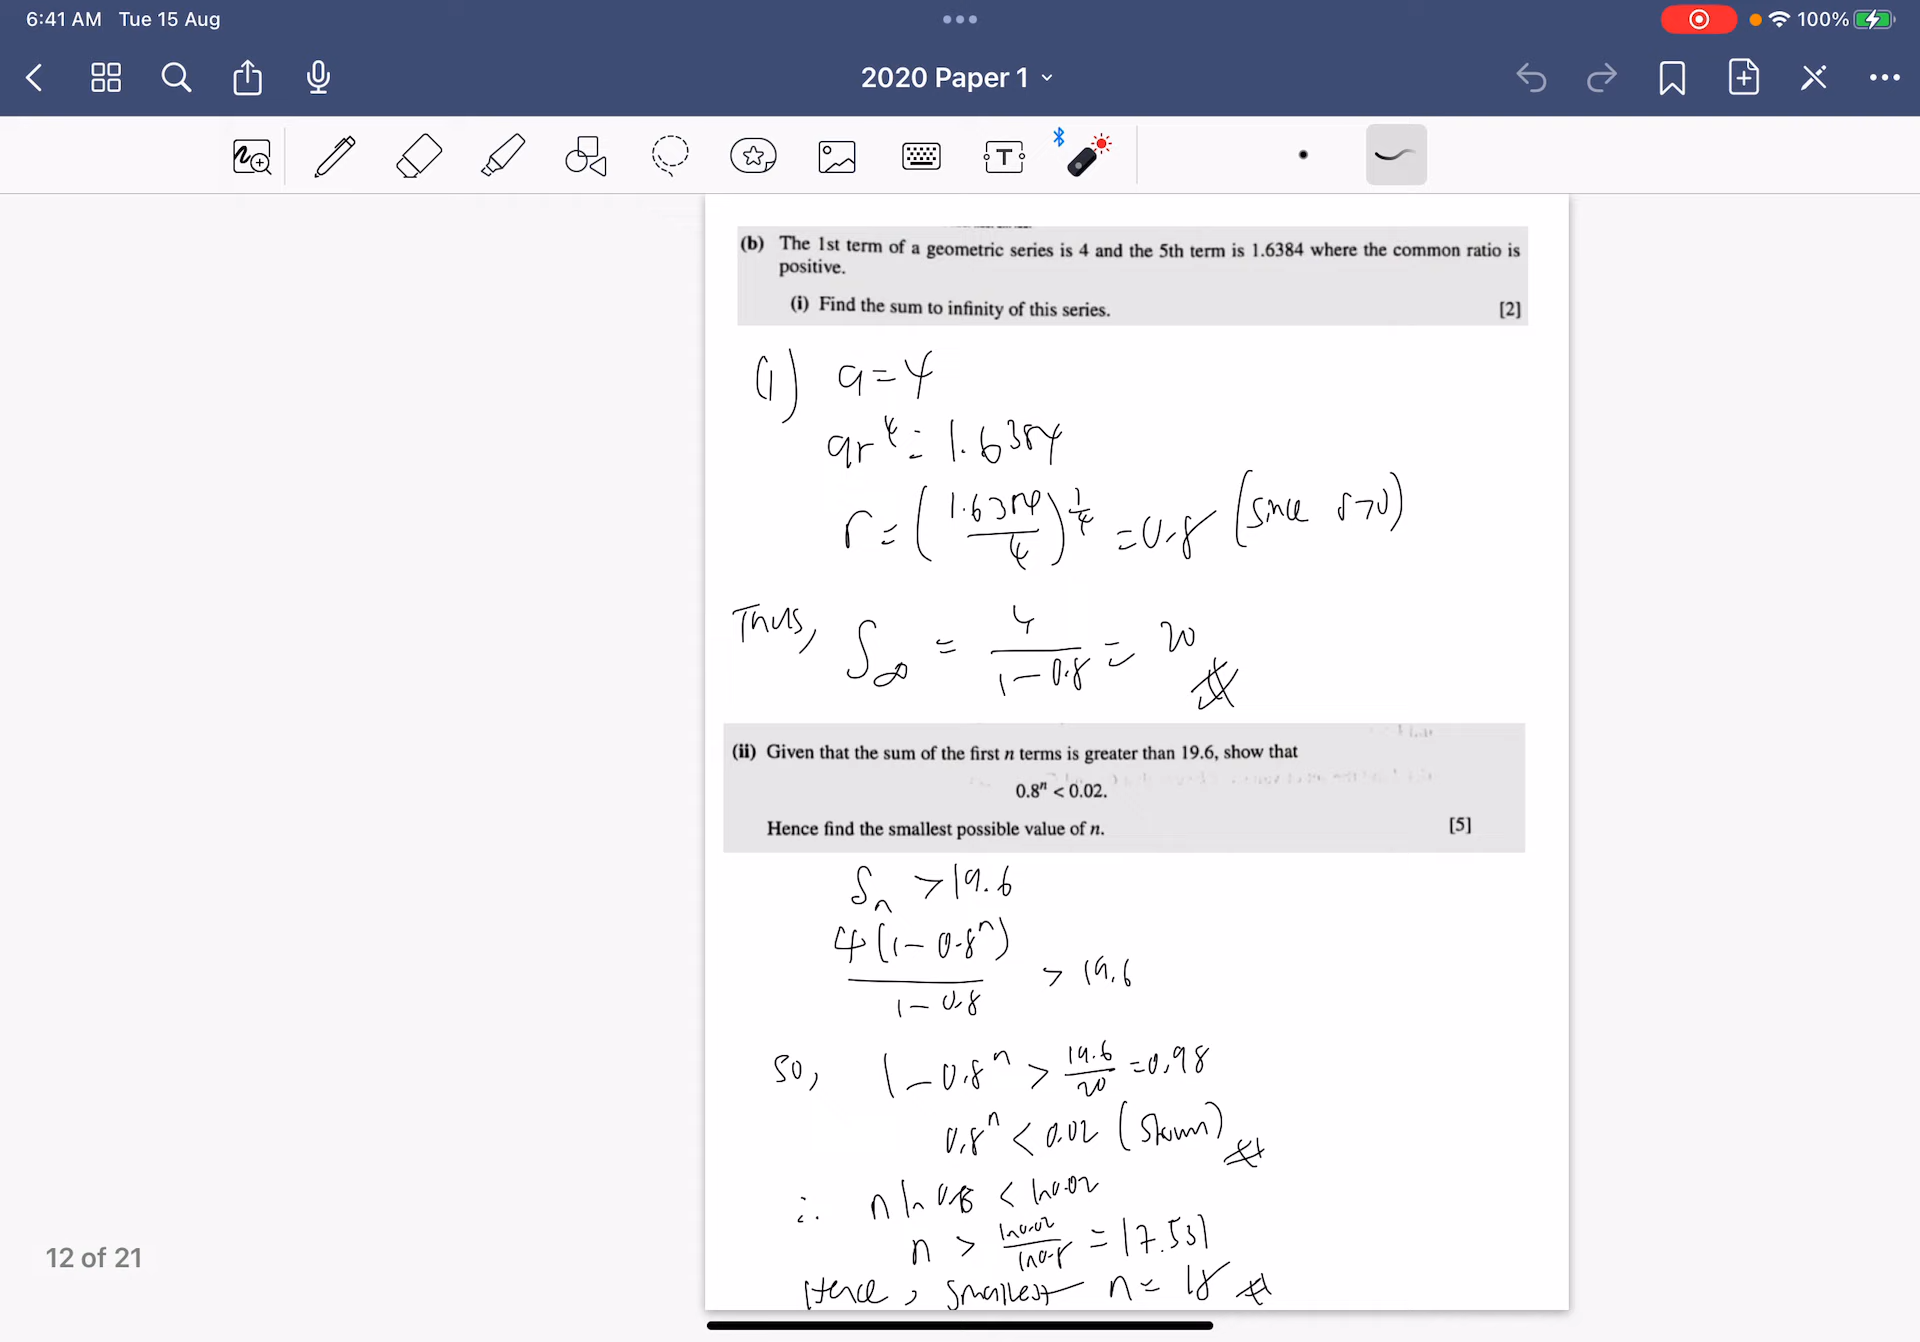 6:41 AM Tue 15 Aug
100%
2020 Paper 1
T
(b) The 1st term of a geometric series is 4 and the 5th term is 1.6384 where the common ratio is
positive.
(i) Find the sum to infinity of this series. [2]
(i) a = 4
ar⁴ = 1.6384
r = (1.6384/4)^(1/4) = 0.8 (since r>0)
Thus, S∞ = 4/(1-0.8) = 20
(ii) Given that the sum of the first n terms is greater than 19.6, show that
0.8ⁿ < 0.02.
Hence find the smallest possible value of n. [5]
Sₙ > 19.6
4(1-0.8ⁿ)/(1-0.8) > 19.6
So, 1-0.8ⁿ > 19.6/20 = 0.98
0.8ⁿ < 0.02 (Shown)
∴ n ln 0.8 < ln 0.02
n > ln 0.02/ln 0.8 = 17.531
Hence, smallest n = 18
12 of 21